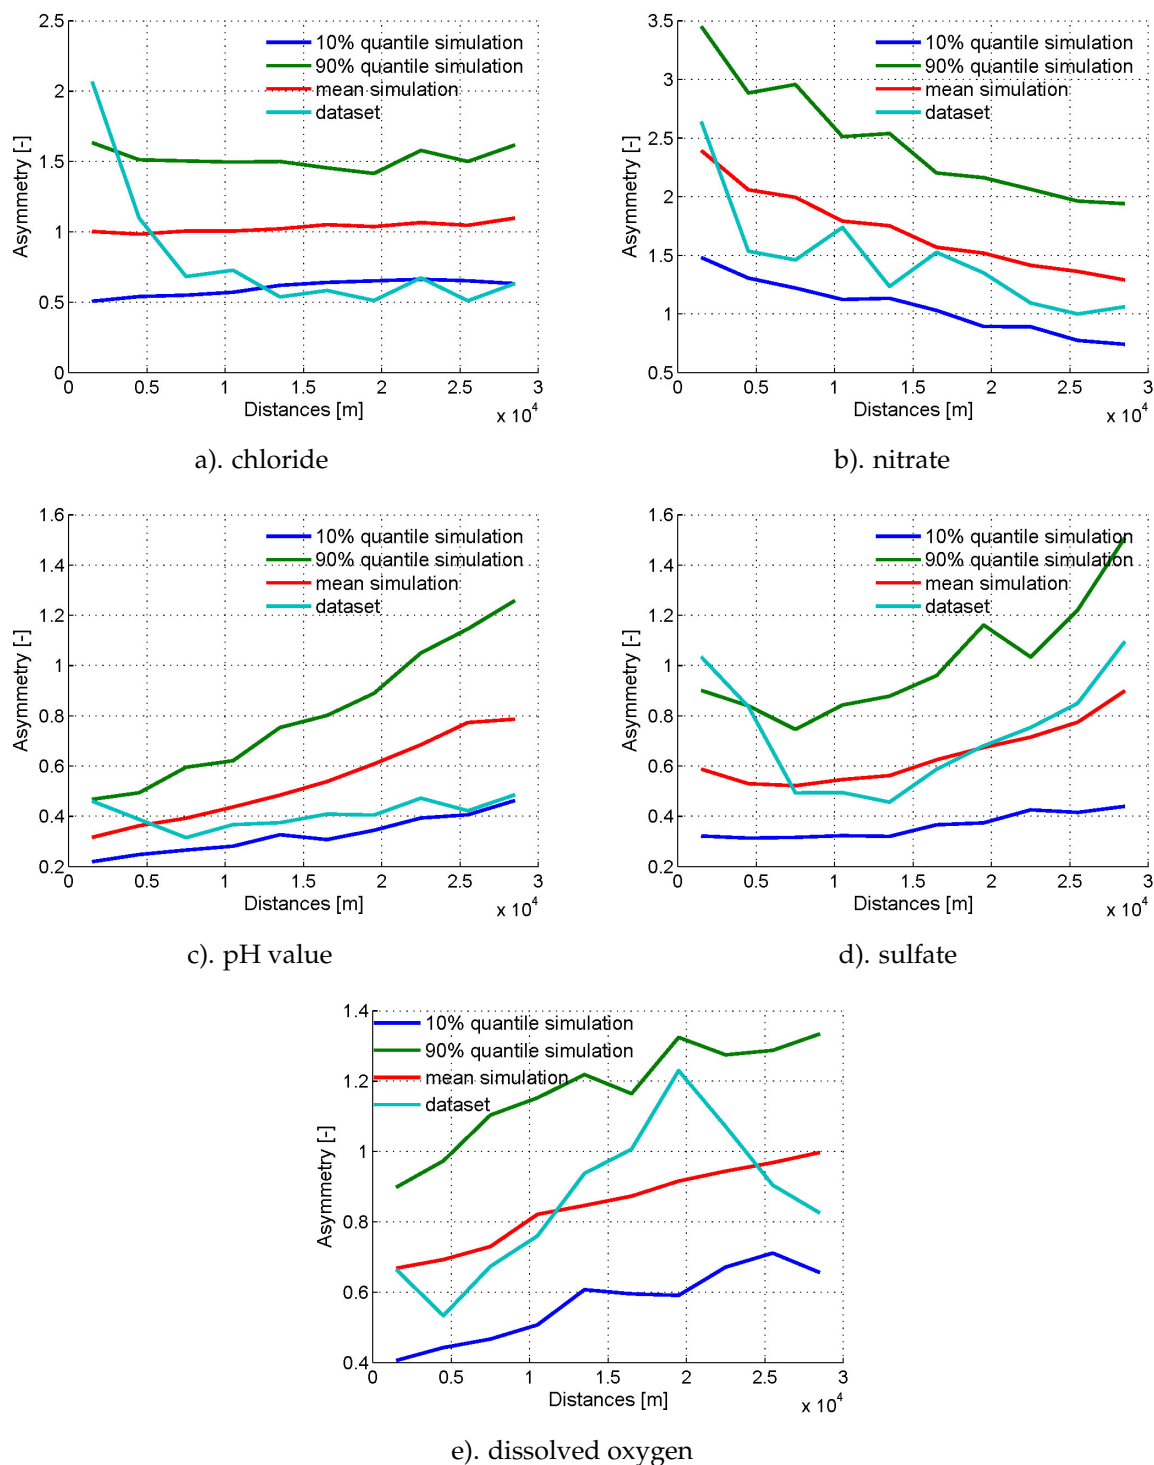 2.5
2
1.5
1
0.5
0
Asymmetry [-]
10% quantile simulation
90% quantile simulation
mean simulation
dataset
0 0.5 1 1.5 2 2.5 3
Distances [m]
x 10^4
a). chloride
3.5
3
2.5
2
1.5
1
0.5
Asymmetry [-]
10% quantile simulation
90% quantile simulation
mean simulation
dataset
0 0.5 1 1.5 2 2.5 3
Distances [m]
x 10^4
b). nitrate
1.6
1.4
1.2
1
0.8
0.6
0.4
0.2
Asymmetry [-]
10% quantile simulation
90% quantile simulation
mean simulation
dataset
0 0.5 1 1.5 2 2.5 3
Distances [m]
x 10^4
c). pH value
1.6
1.4
1.2
1
0.8
0.6
0.4
0.2
Asymmetry [-]
10% quantile simulation
90% quantile simulation
mean simulation
dataset
0 0.5 1 1.5 2 2.5 3
Distances [m]
x 10^4
d). sulfate
1.4
1.2
1
0.8
0.6
0.4
Asymmetry [-]
10% quantile simulation
90% quantile simulation
mean simulation
dataset
0 0.5 1 1.5 2 2.5 3
Distances [m]
x 10^4
e). dissolved oxygen